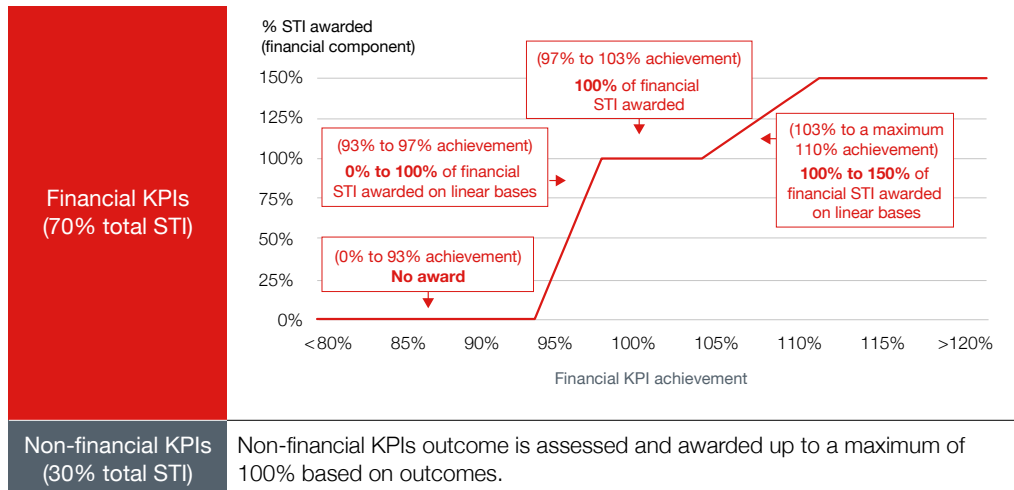 % STI awarded
(financial component)
150%
125%
100%
75%
50%
25%
0%
(97% to 103% achievement)
100% of financial
STI awarded
(93% to 97% achievement)
0% to 100% of financial
STI awarded on linear bases
(103% to a maximum
110% achievement)
100% to 150% of
financial STI awarded
on linear bases
(0% to 93% achievement)
No award
<80% 85% 90% 95% 100% 105% 110% 115% >120%
Financial KPI achievement
Financial KPIs
(70% total STI)
Non-financial KPIs
(30% total STI)
Non-financial KPIs outcome is assessed and awarded up to a maximum of
100% based on outcomes.